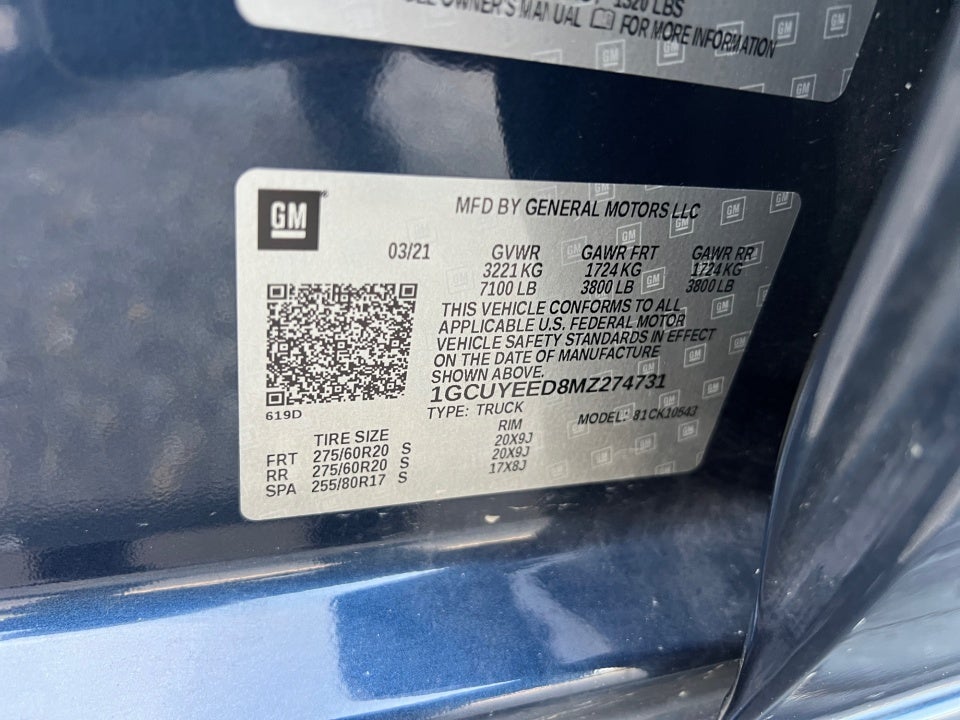 1320 LBS
OWNER'S MANUAL FOR MORE INFORMATION
GM
MFD BY GENERAL MOTORS LLC
03/21 GVWR GAWR FRT GAWR RR
3221 KG 1724 KG 1724 KG
7100 LB 3800 LB 3800 LB
THIS VEHICLE CONFORMS TO ALL
APPLICABLE U.S. FEDERAL MOTOR
VEHICLE SAFETY STANDARDS IN EFFECT
ON THE DATE OF MANUFACTURE
SHOWN ABOVE.
1GCUYEED8MZ274731
619D
TYPE: TRUCK MODEL: 81CK10543
TIRE SIZE RIM
FRT 275/60R20 S 20X9J
RR 275/60R20 S 20X9J
SPA 255/80R17 S 17X8J